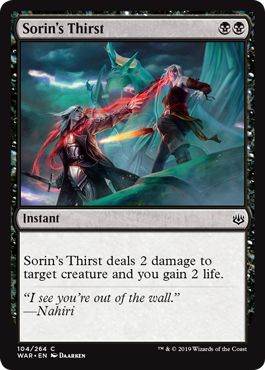 Sorin's Thirst
Instant
Sorin's Thirst deals 2 damage to
target creature and you gain 2 life.
“I see you're out of the wall.”
—Nahiri
104/264 C
WAR • EN DAARKEN
™ & © 2019 Wizards of the Coast